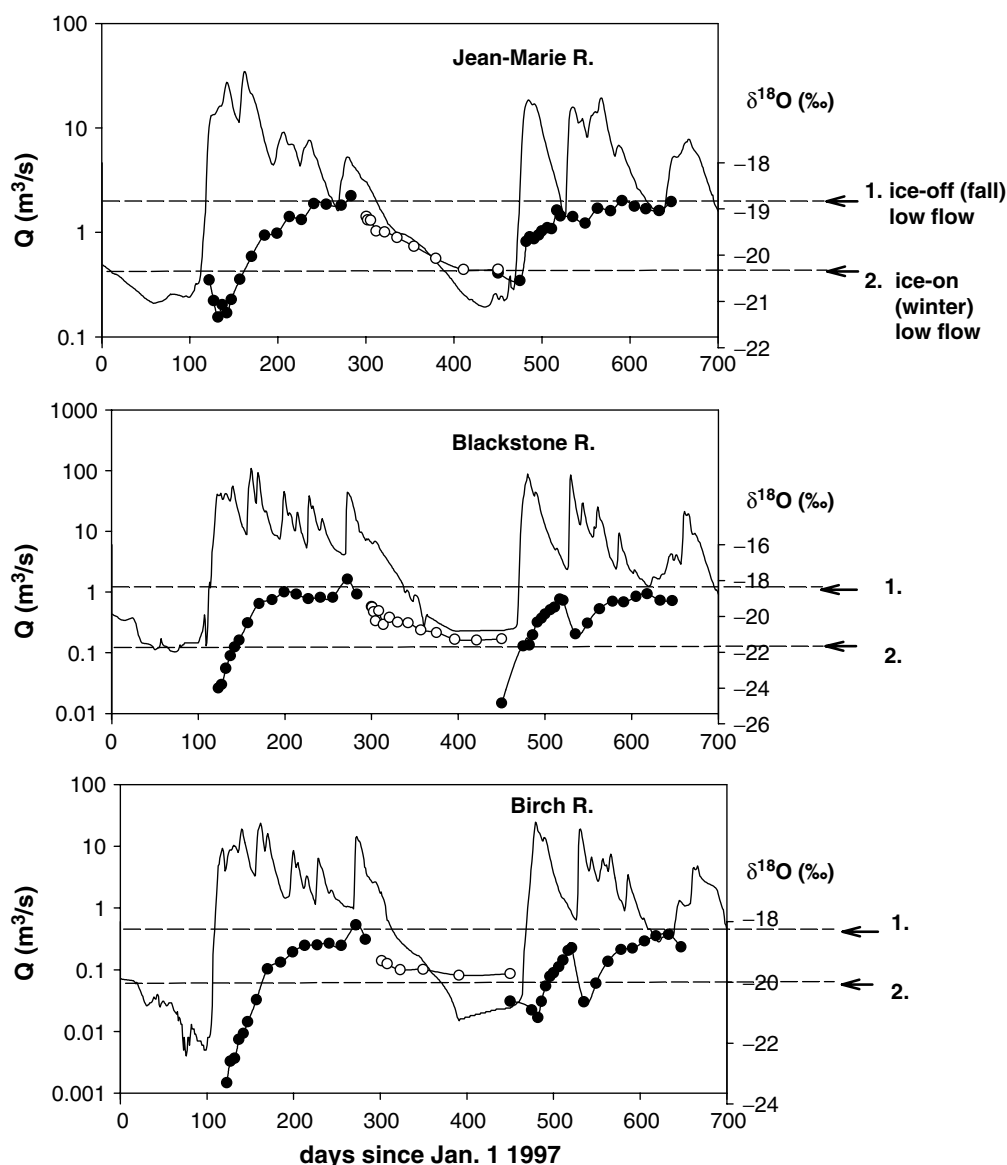 Jean-Marie R.
Q (m³/s)
100
10
1
0.1
0 100 200 300 400 500 600 700
δ¹⁸O (‰)
−18
−19
−20
−21
−22
1. ice-off (fall)
low flow
2. ice-on
(winter)
low flow
Blackstone R.
Q (m³/s)
1000
100
10
1
0.1
0.01
0 100 200 300 400 500 600 700
δ¹⁸O (‰)
−16
−18
−20
−22
−24
−26
1.
2.
Birch R.
Q (m³/s)
100
10
1
0.1
0.01
0.001
0 100 200 300 400 500 600 700
δ¹⁸O (‰)
−18
−20
−22
−24
1.
2.
days since Jan. 1 1997